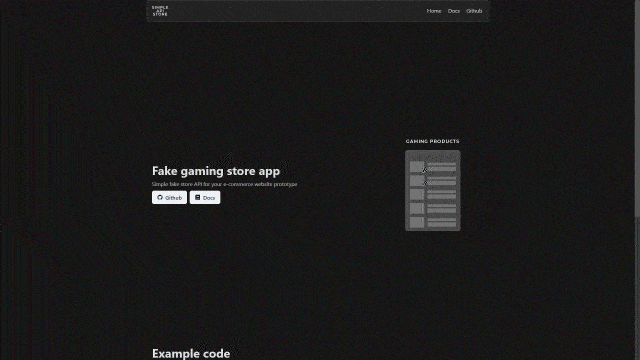 SIMPLE
API
STORE
Home Docs Github
GAMING PRODUCTS
Fake gaming store app
Simple fake store API for your e-commerce website prototype
Github Docs
Example code